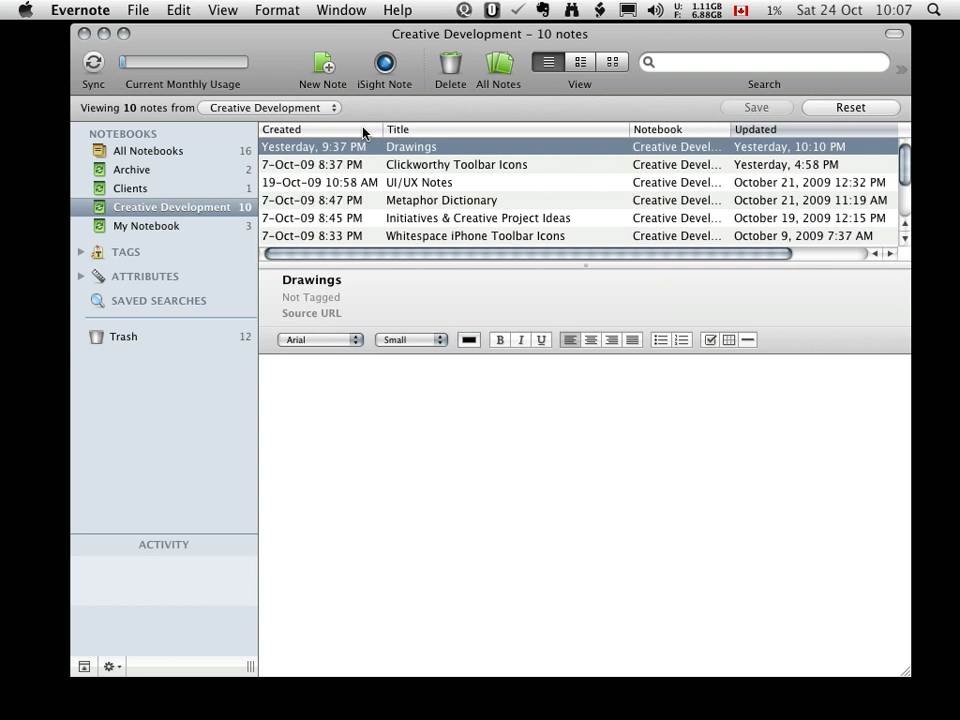 Evernote File Edit View Format Window Help U: 1.11GB F: 6.88GB 1% Sat 24 Oct 10:07
Creative Development – 10 notes
Sync Current Monthly Usage New Note iSight Note Delete All Notes View Search
Viewing 10 notes from Creative Development Save Reset
NOTEBOOKS
All Notebooks 16
Archive 2
Clients 1
Creative Development 10
My Notebook 3
TAGS
ATTRIBUTES
SAVED SEARCHES
Trash 12
ACTIVITY
Created Title Notebook Updated
Yesterday, 9:37 PM Drawings Creative Devel... Yesterday, 10:10 PM
7-Oct-09 8:37 PM Clickworthy Toolbar Icons Creative Devel... Yesterday, 4:58 PM
19-Oct-09 10:58 AM UI/UX Notes Creative Devel... October 21, 2009 12:32 PM
7-Oct-09 8:47 PM Metaphor Dictionary Creative Devel... October 21, 2009 11:19 AM
7-Oct-09 8:45 PM Initiatives & Creative Project Ideas Creative Devel... October 19, 2009 12:15 PM
7-Oct-09 8:33 PM Whitespace iPhone Toolbar Icons Creative Devel... October 9, 2009 7:37 AM
Drawings
Not Tagged
Source URL
Arial Small B I U